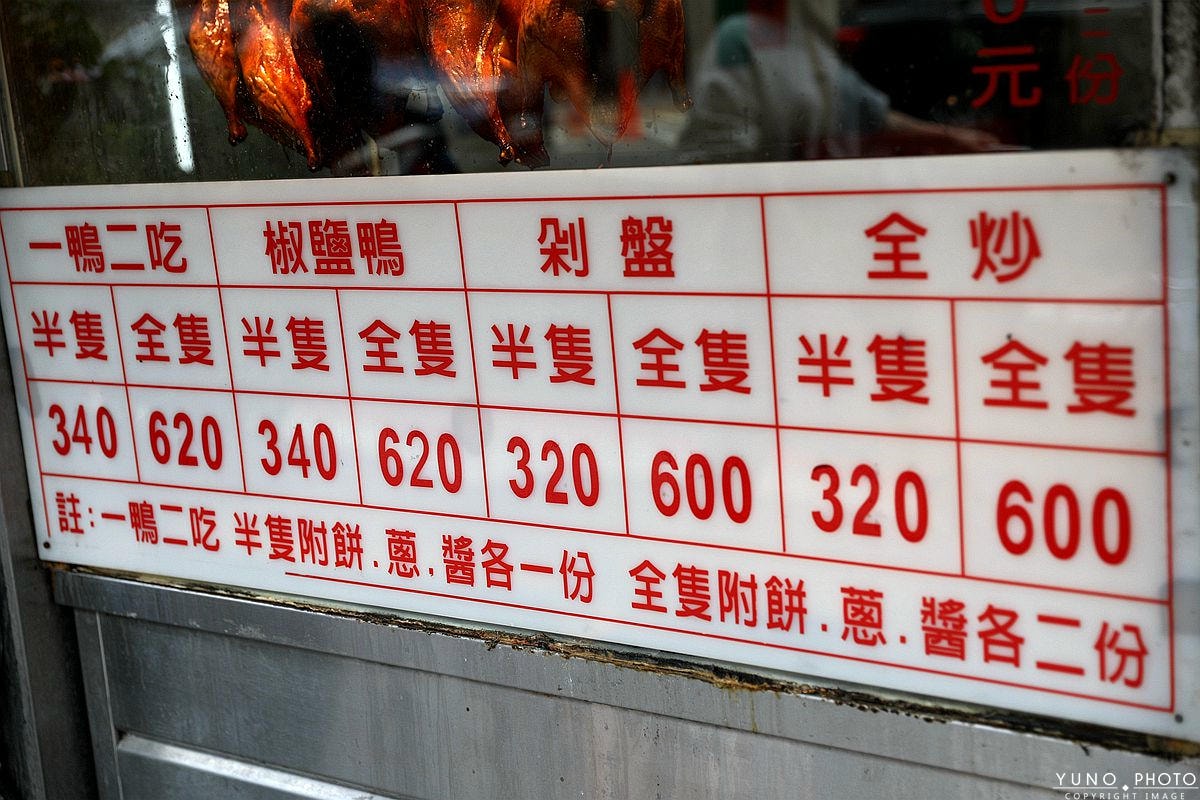 元 二份
一鴨二吃 椒鹽鴨 剁盤 全炒
半隻 全隻 半隻 全隻 半隻 全隻 半隻 全隻
340 620 340 620 320 600 320 600
註:一鴨二吃 半隻附餅.蔥.醬各一份 全隻附餅.蔥.醬各二份
YUNO PHOTO
COPYRIGHT IMAGE